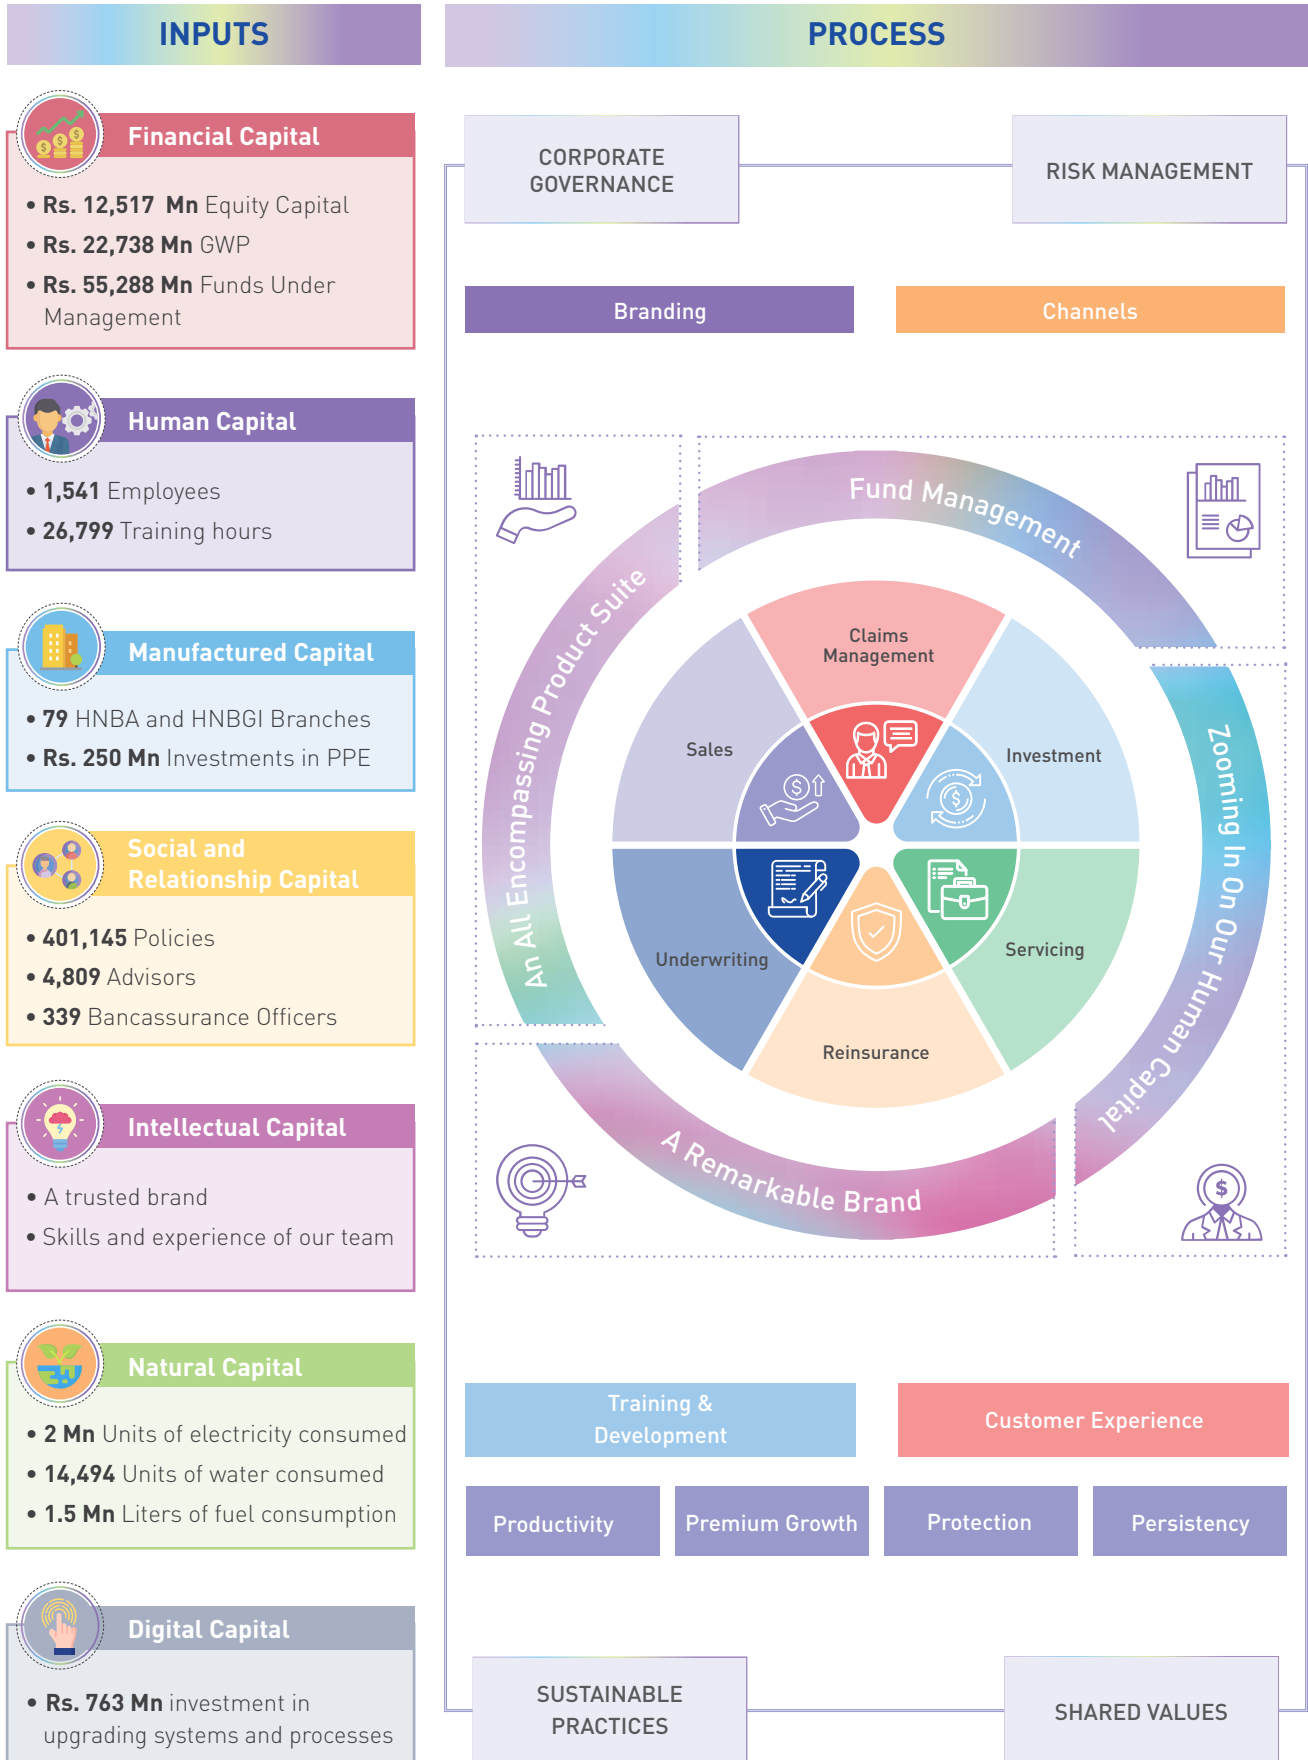 INPUTS
Financial Capital
• Rs. 12,517 Mn Equity Capital
• Rs. 22,738 Mn GWP
• Rs. 55,288 Mn Funds Under
Management
Human Capital
• 1,541 Employees
• 26,799 Training hours
Manufactured Capital
• 79 HNBA and HNBGI Branches
• Rs. 250 Mn Investments in PPE
Social and
Relationship Capital
• 401,145 Policies
• 4,809 Advisors
• 339 Bancassurance Officers
Intellectual Capital
• A trusted brand
• Skills and experience of our team
Natural Capital
• 2 Mn Units of electricity consumed
• 14,494 Units of water consumed
• 1.5 Mn Liters of fuel consumption
Digital Capital
• Rs. 763 Mn investment in
upgrading systems and processes
PROCESS
CORPORATE
GOVERNANCE
RISK MANAGEMENT
Branding
Channels
Fund Management
An All Encompassing Product Suite
Zooming In On Our Human Capital
A Remarkable Brand
Claims
Management
Sales
Investment
Underwriting
Servicing
Reinsurance
Training &
Development
Customer Experience
Productivity
Premium Growth
Protection
Persistency
SUSTAINABLE
PRACTICES
SHARED VALUES